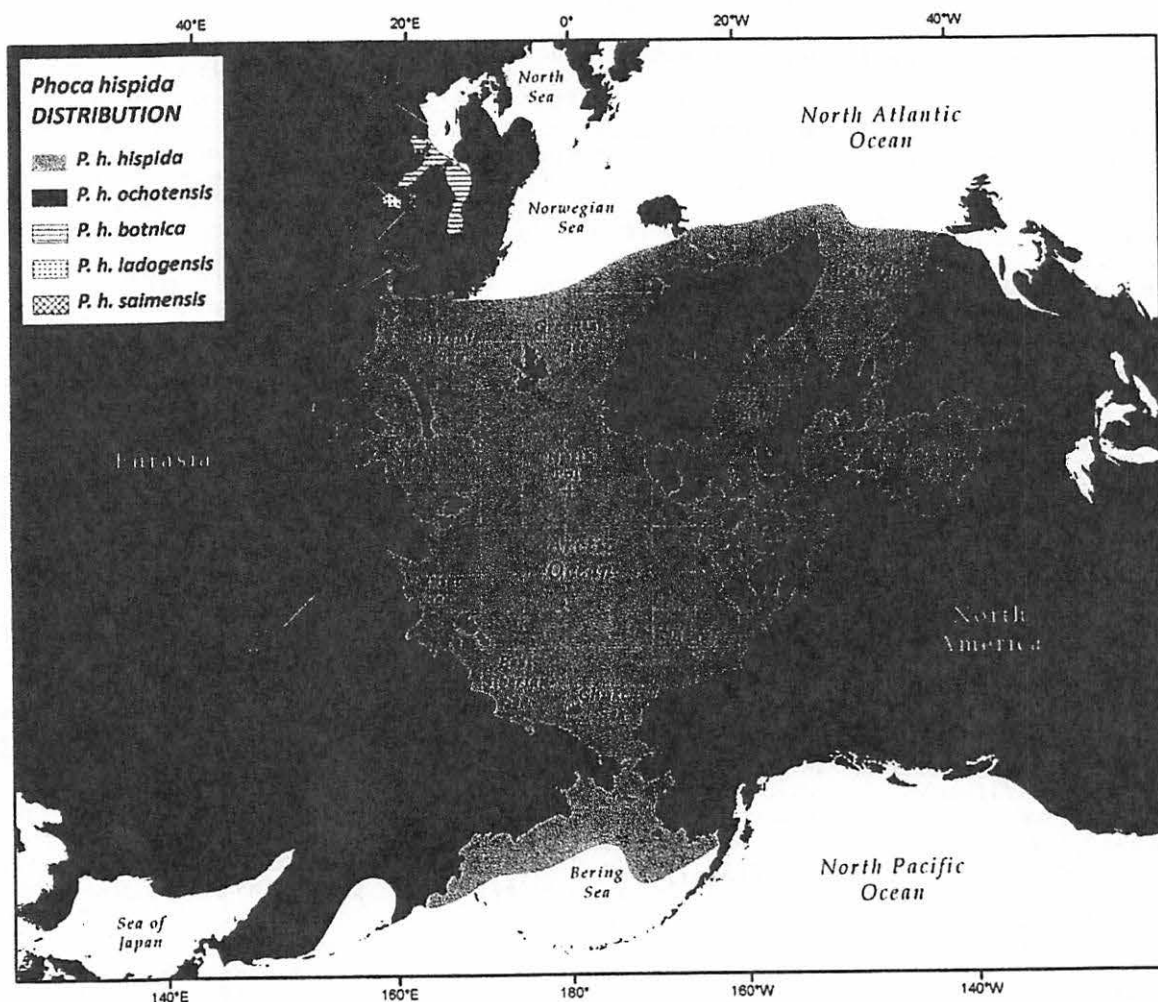 40°E 20°E 0° 20°W 40°W
Phoca hispida
DISTRIBUTION
P. h. hispida
P. h. ochotensis
P. h. botnica
P. h. ladogensis
P. h. saimensis
North
Sea
North Atlantic
Ocean
Norwegian
Sea
Eurasia
Ocean
North
America
Bering
Sea
North Pacific
Ocean
Sea of
Japan
140°E 160°E 180° 160°W 140°W